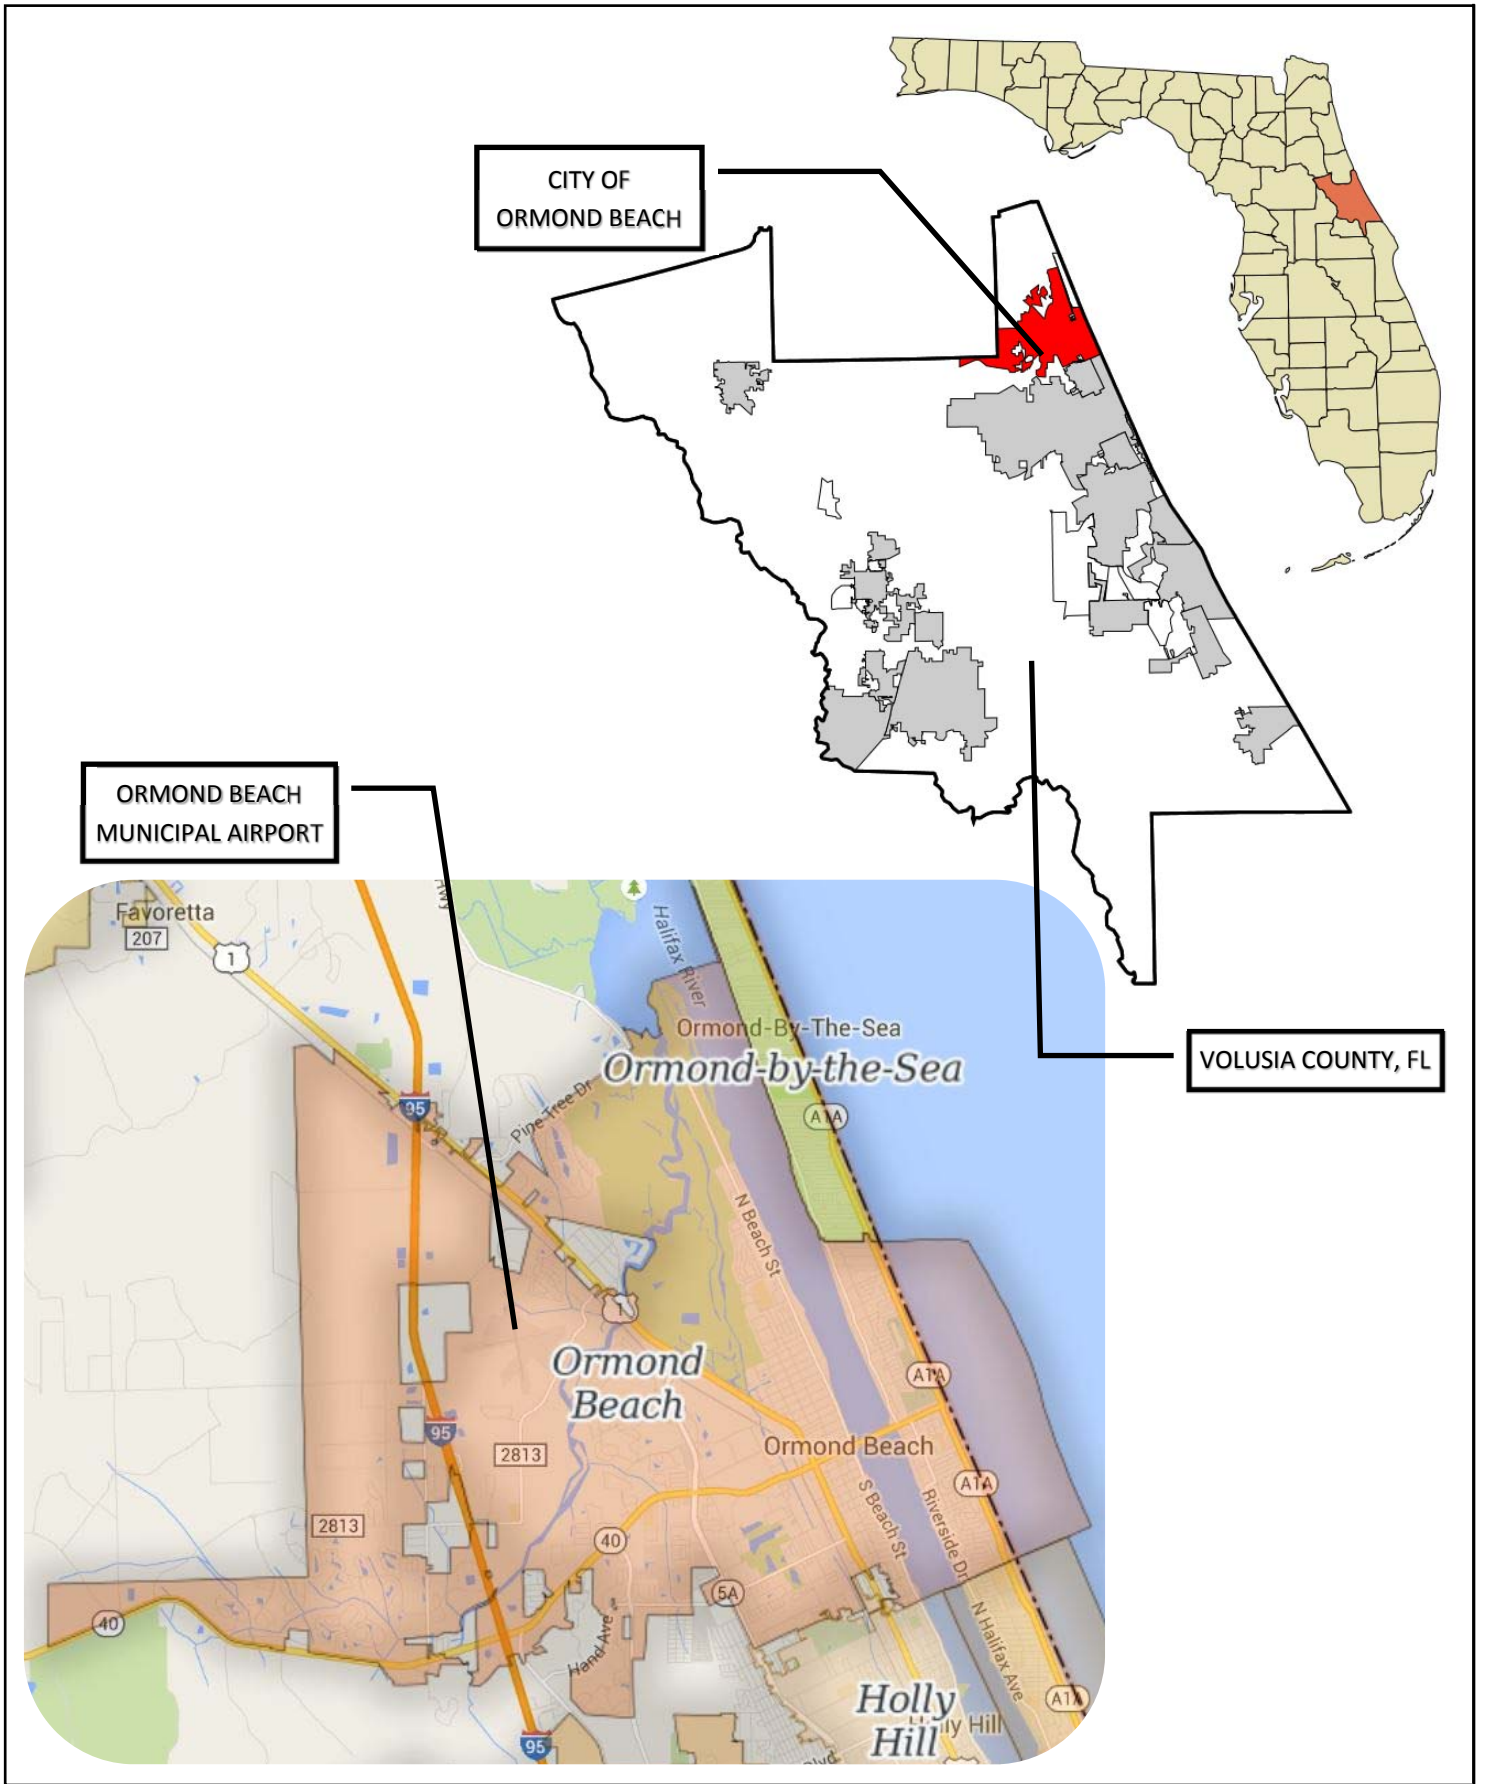 CITY OF
ORMOND BEACH
ORMOND BEACH
MUNICIPAL AIRPORT
VOLUSIA COUNTY, FL
Favoretta
207
1
Hwy
Halifax River
Ormond-By-The-Sea
Ormond-by-the-Sea
95
Pine Tree Dr
A1A
N Beach St
1
Ormond
Beach
A1A
95
2813
Ormond Beach
A1A
2813
S Beach St
Riverside Dr
40
5A
40
Hand Ave
N Halifax Ave
Holly
Hill
A1A
Hill
95